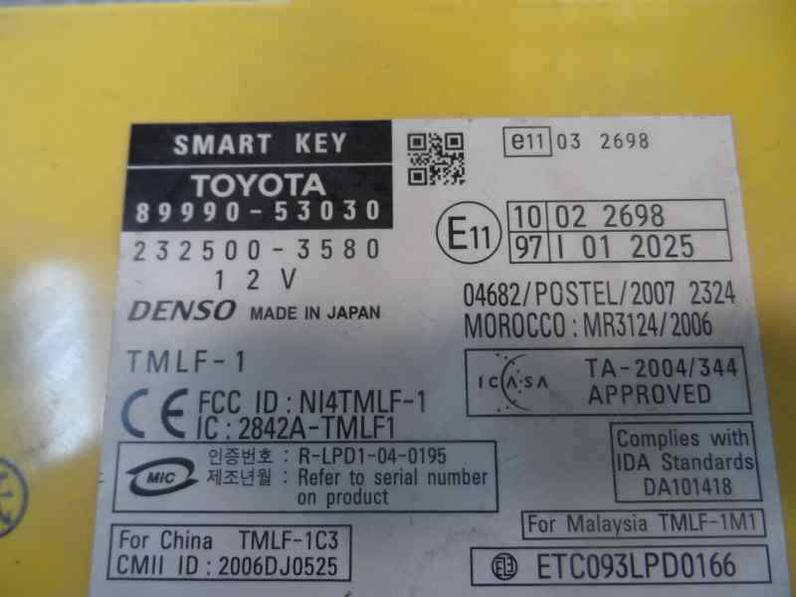 SMART KEY
TOYOTA
89990-53030
232500-3580
12V
DENSO MADE IN JAPAN
TMLF-1
CE FCC ID : NI4TMLF-1
IC : 2842A-TMLF1
MIC 인증번호 : R-LPD1-04-0195
제조년월 : Refer to serial number
on product
For China TMLF-1C3
CMII ID : 2006DJ0525
e11 03 2698
E11 10 02 2698
97 I 01 2025
04682/POSTEL/2007 2324
MOROCCO : MR3124/2006
ICASA TA-2004/344
APPROVED
Complies with
IDA Standards
DA101418
For Malaysia TMLF-1M1
ETC093LPD0166